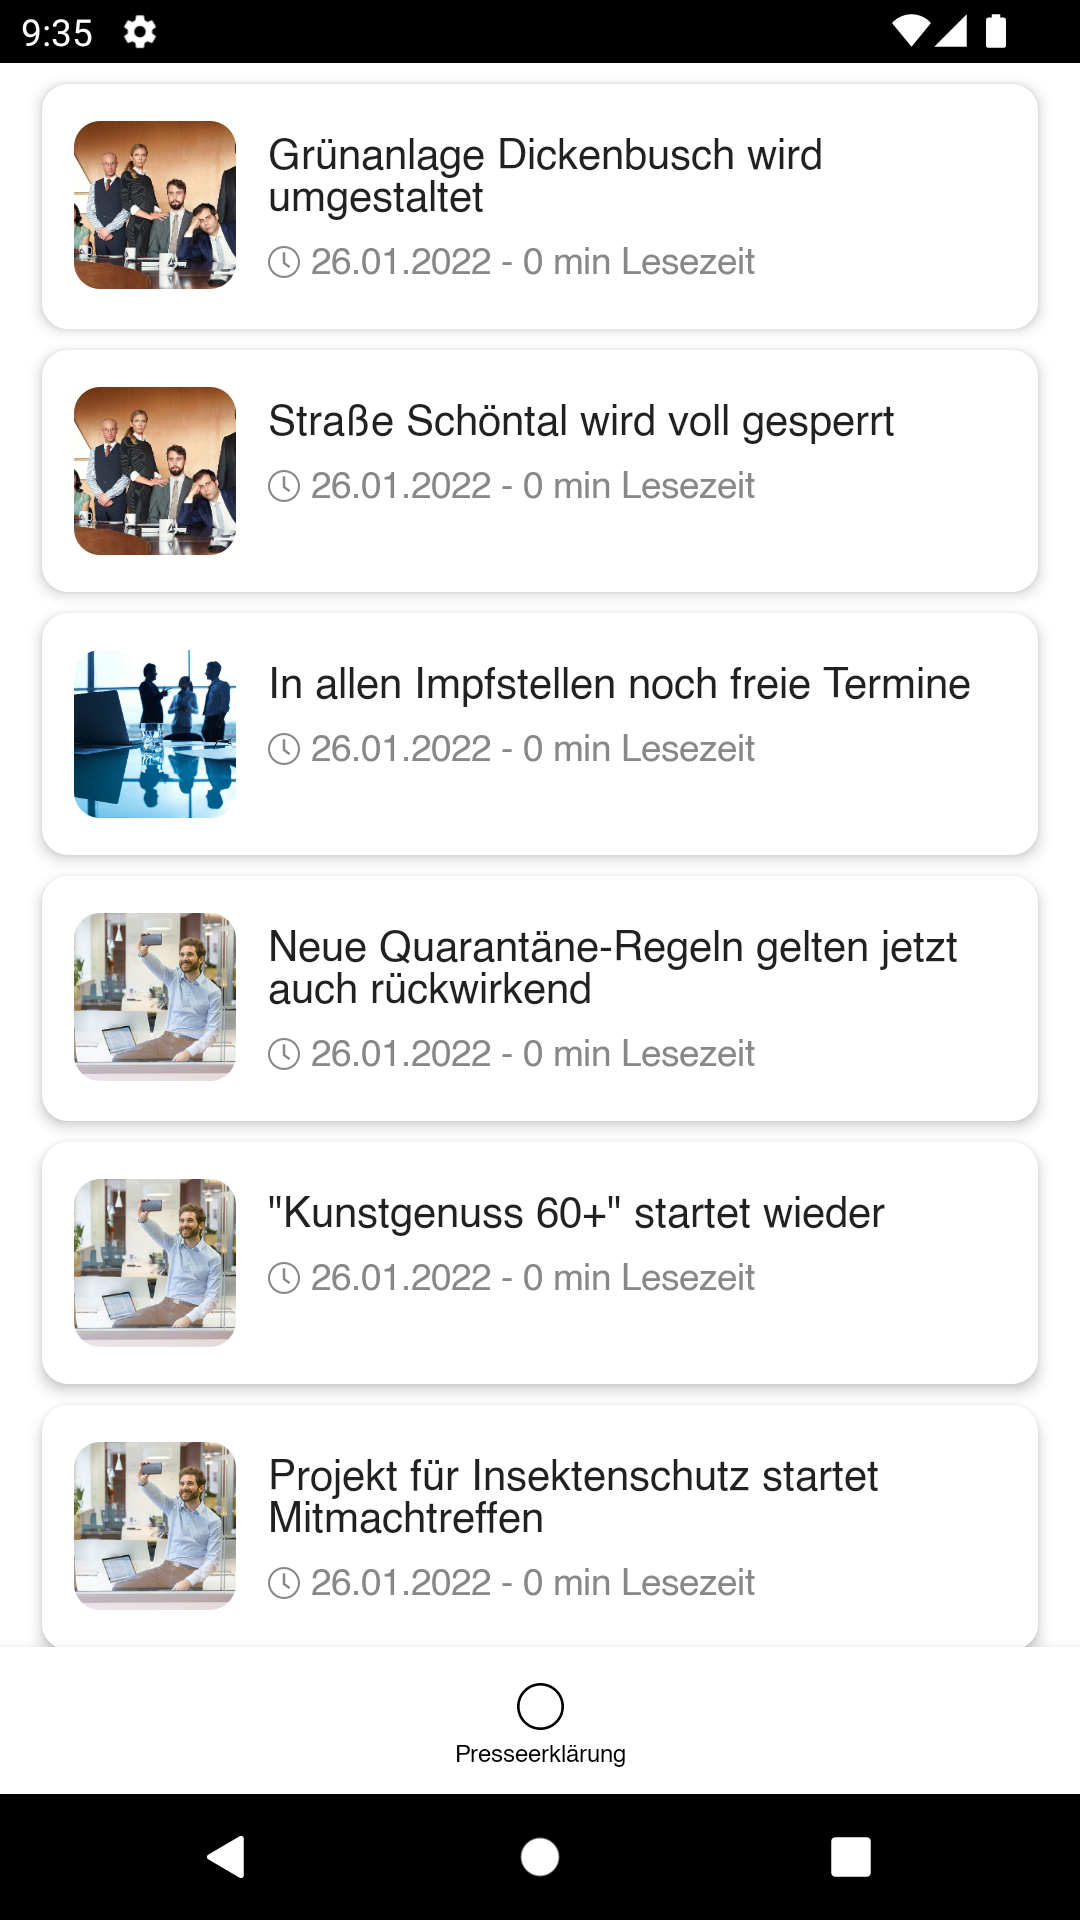 9:35
Grünanlage Dickenbusch wird
umgestaltet
26.01.2022 - 0 min Lesezeit
Straße Schöntal wird voll gesperrt
26.01.2022 - 0 min Lesezeit
In allen Impfstellen noch freie Termine
26.01.2022 - 0 min Lesezeit
Neue Quarantäne-Regeln gelten jetzt
auch rückwirkend
26.01.2022 - 0 min Lesezeit
"Kunstgenuss 60+" startet wieder
26.01.2022 - 0 min Lesezeit
Projekt für Insektenschutz startet
Mitmachtreffen
26.01.2022 - 0 min Lesezeit
Presseerklärung